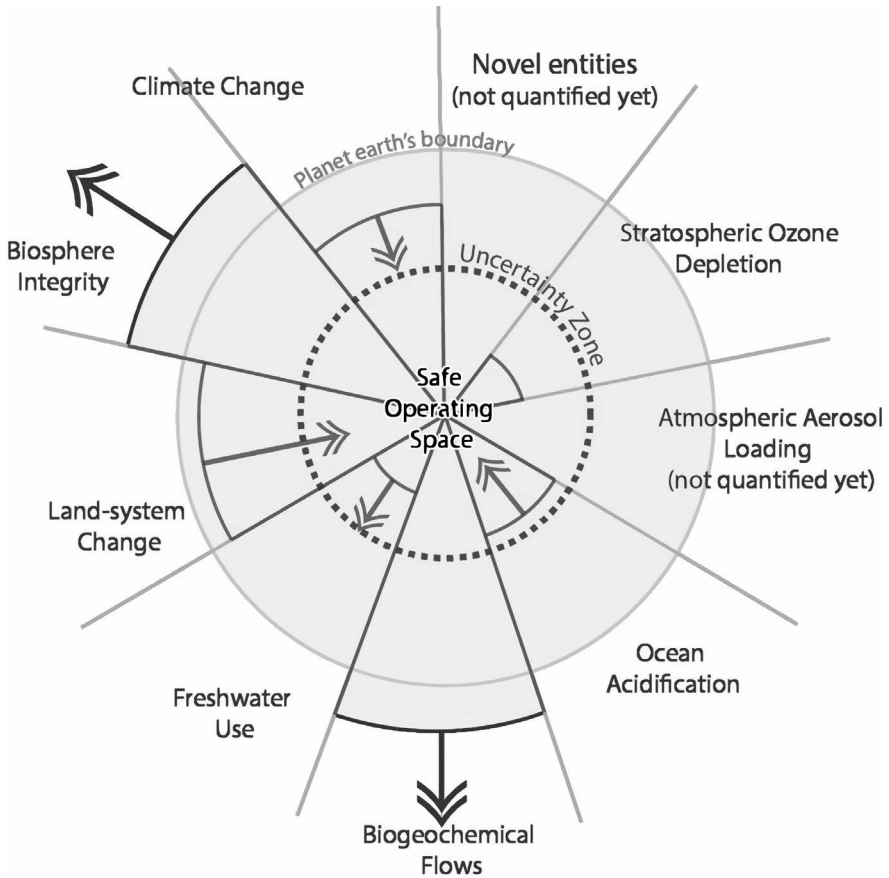 Novel entities
(not quantified yet)
Climate Change
Planet earth's boundary
Stratospheric Ozone
Depletion
Biosphere
Integrity
Uncertainty Zone
Safe
Operating
Space
Atmospheric Aerosol
Loading
(not quantified yet)
Land-system
Change
Ocean
Acidification
Freshwater
Use
Biogeochemical
Flows